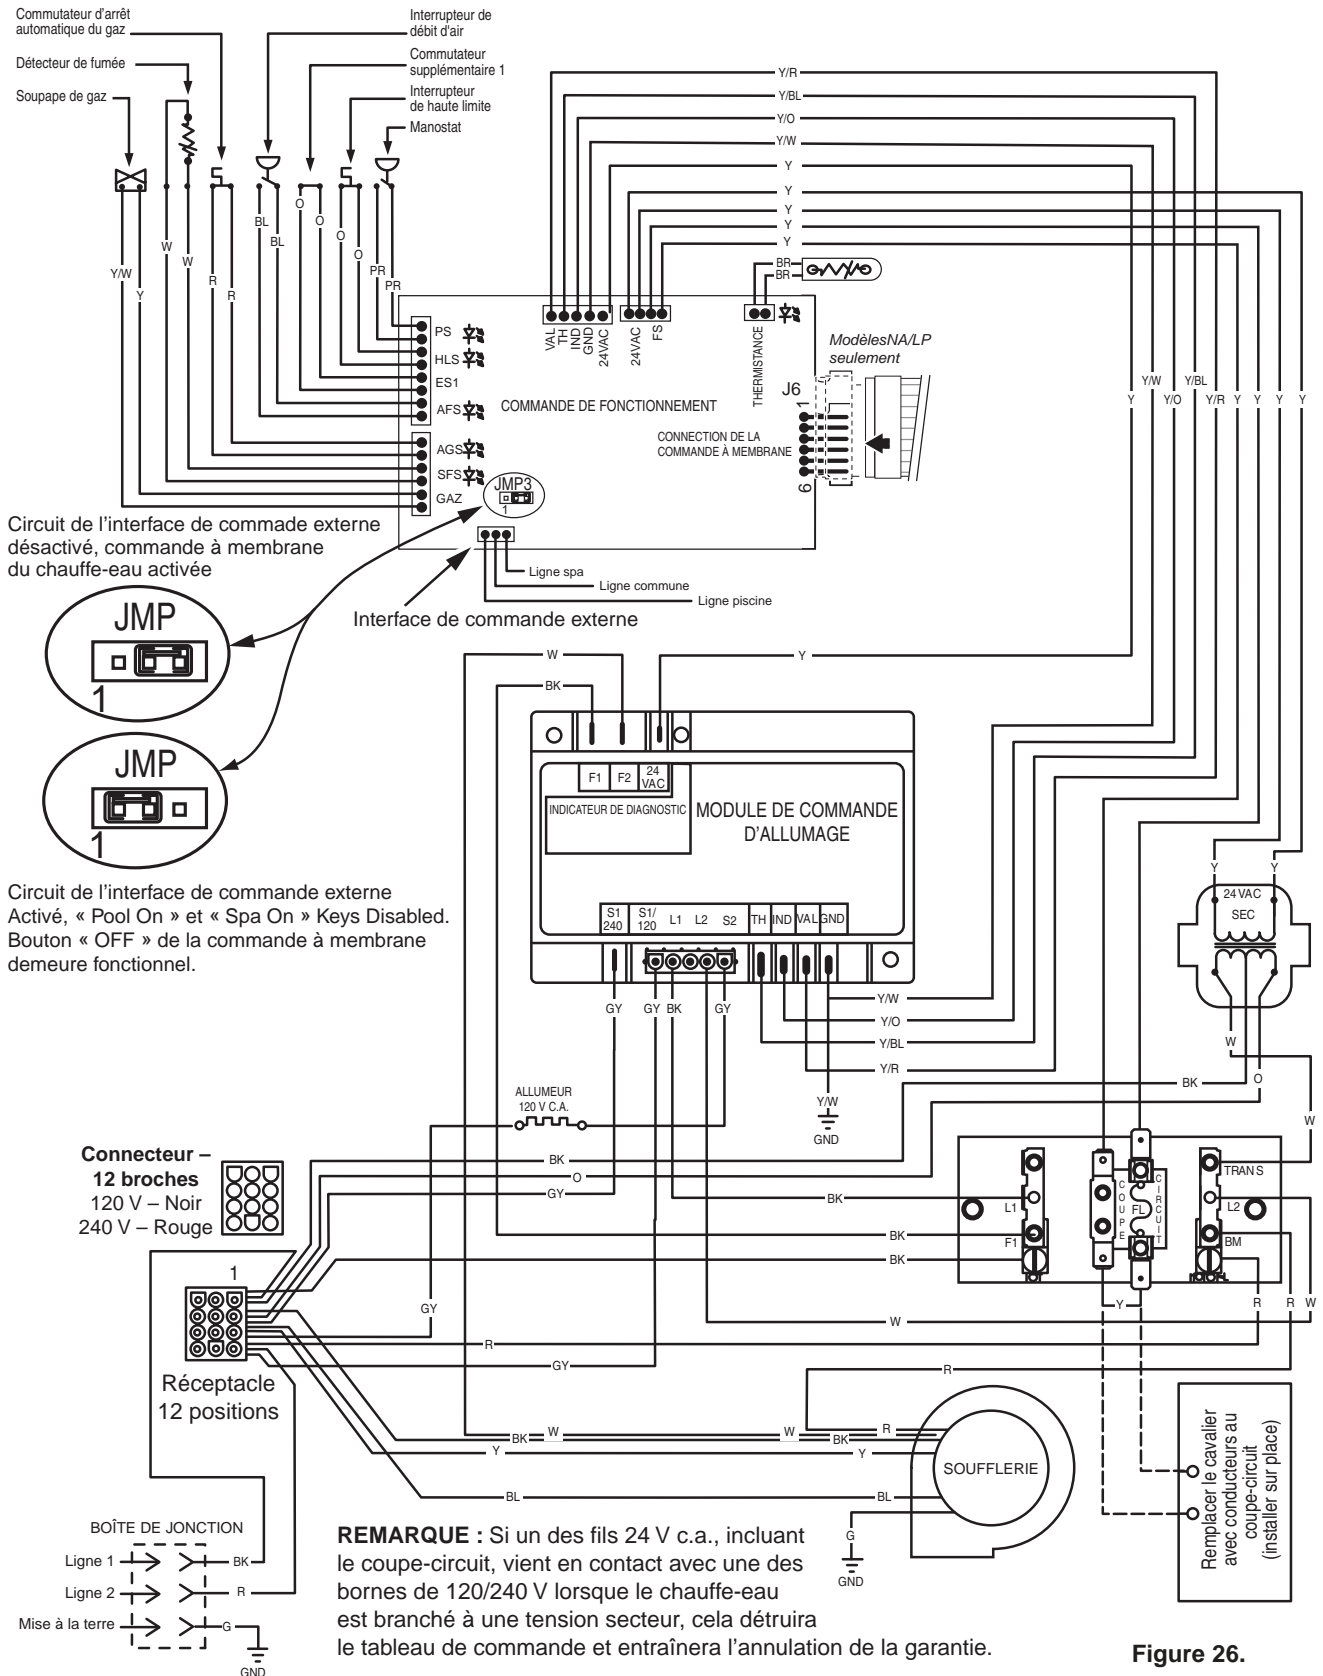 Commutateur d'arrêt
automatique du gaz
Détecteur de fumée
Soupape de gaz
Interrupteur de
débit d'air
Commutateur
supplémentaire 1
Interrupteur
de haute limite
Manostat
Y/R
Y/BL
Y/O
Y/W
Y
Y
Y
Y
Y
BR
BR
O
O
BL
BL
O
O
W
W
Y/W
Y
R
R
PR
PR
PS
HLS
ES1
AFS
AGS
SFS
GAZ
VAL
TH
IND
GND
24VAC
24VAC
FS
THERMISTANCE
ModèlesNA/LP
seulement
J6
1
6
COMMANDE DE FONCTIONNEMENT
CONNECTION DE LA
COMMANDE À MEMBRANE
JMP3
1
Y/W
Y/BL
Y
Y/O
Y/R
Y
Y
Y
Y
Circuit de l'interface de commade externe
désactivé, commande à membrane
du chauffe-eau activée
Ligne spa
Ligne commune
Ligne piscine
Interface de commande externe
JMP
1
JMP
1
Circuit de l'interface de commande externe
Activé, « Pool On » et « Spa On » Keys Disabled.
Bouton « OFF » de la commande à membrane
demeure fonctionnel.
W
Y
BK
F1
F2
24
VAC
INDICATEUR DE DIAGNOSTIC
MODULE DE COMMANDE
D'ALLUMAGE
S1
240
S1/
120
L1
L2
S2
TH
IND
VAL
GND
GY
GY
BK
GY
Y/W
Y/O
Y/BL
Y/R
Y/W
GND
Y
Y
24 VAC
SEC
W
O
BK
W
ALLUMEUR
120 V C.A.
Connecteur –
12 broches
120 V – Noir
240 V – Rouge
BK
O
GY
BK
BK
BK
L1
F1
COUPE
FL
CIRCUIT
TRANS
L2
BM
Y
R
R
W
1
Réceptacle
12 positions
GY
W
R
GY
R
BK
W
W
BK
R
Y
Y
BL
BL
SOUFFLERIE
G
GND
Remplacer le cavalier
avec conducteurs au
coupe-circuit
(installer sur place)
BOÎTE DE JONCTION
Ligne 1
BK
Ligne 2
R
Mise à la terre
G
GND
REMARQUE : Si un des fils 24 V c.a., incluant
le coupe-circuit, vient en contact avec une des
bornes de 120/240 V lorsque le chauffe-eau
est branché à une tension secteur, cela détruira
le tableau de commande et entraînera l'annulation de la garantie.
Figure 26.